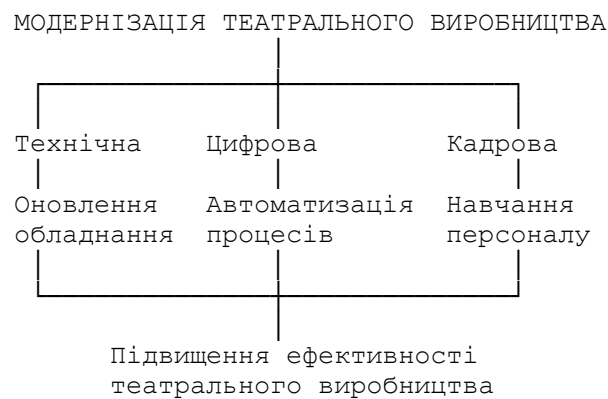 МОДЕРНІЗАЦІЯ ТЕАТРАЛЬНОГО ВИРОБНИЦТВА
Технічна Цифрова Кадрова
Оновлення Автоматизація Навчання
обладнання процесів персоналу
Підвищення ефективності
театрального виробництва